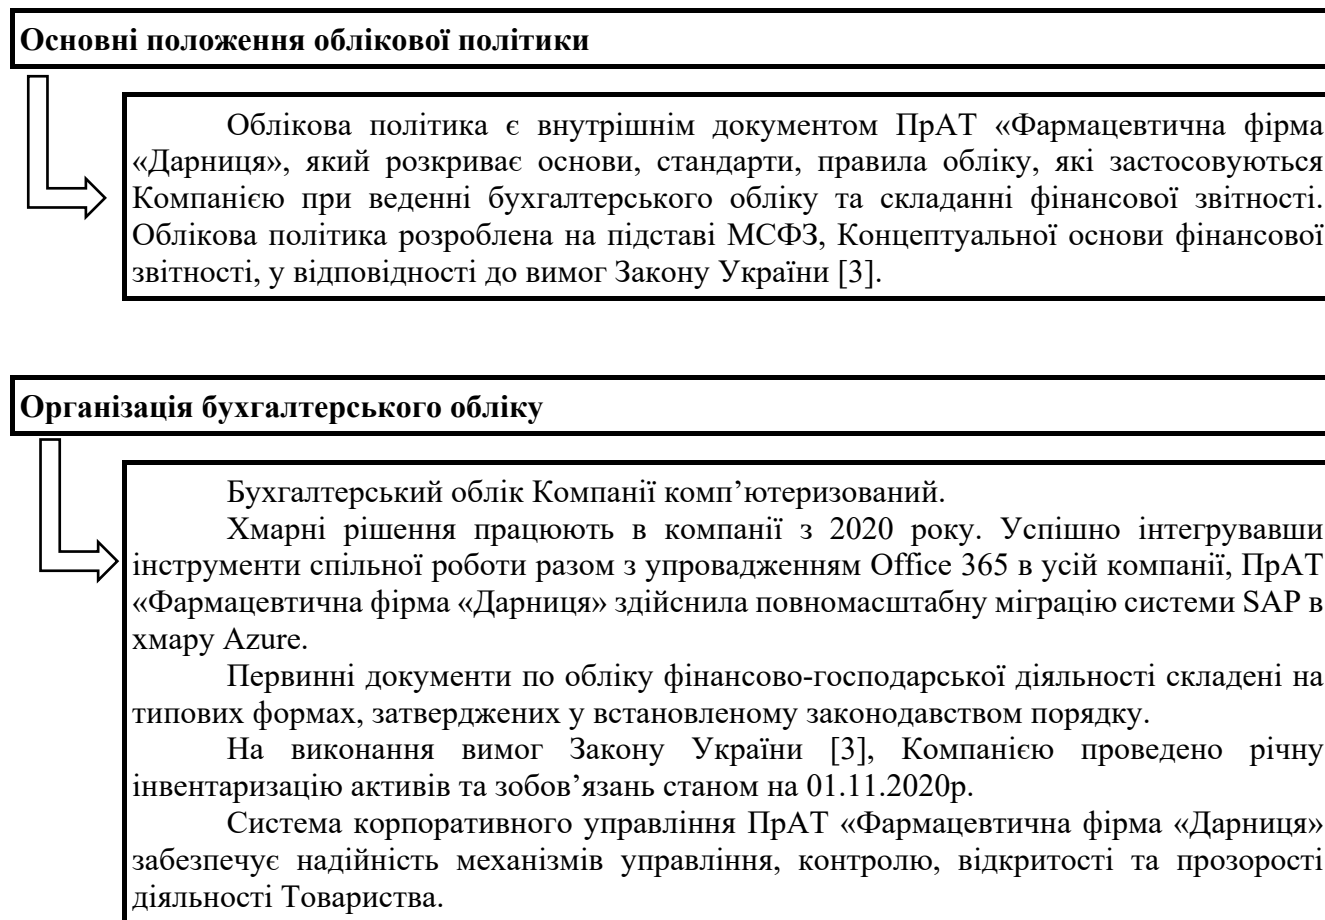 Основні положення облікової політики
Облікова політика є внутрішнім документом ПрАТ «Фармацевтична фірма
«Дарниця», який розкриває основи, стандарти, правила обліку, які застосовуються
Компанією при веденні бухгалтерського обліку та складанні фінансової звітності.
Облікова політика розроблена на підставі МСФЗ, Концептуальної основи фінансової
звітності, у відповідності до вимог Закону України [3].
Організація бухгалтерського обліку
Бухгалтерський облік Компанії комп’ютеризований.
Хмарні рішення працюють в компанії з 2020 року. Успішно інтегрувавши
інструменти спільної роботи разом з упровадженням Office 365 в усій компанії, ПрАТ
«Фармацевтична фірма «Дарниця» здійснила повномасштабну міграцію системи SAP в
хмару Azure.
Первинні документи по обліку фінансово-господарської діяльності складені на
типових формах, затверджених у встановленому законодавством порядку.
На виконання вимог Закону України [3], Компанією проведено річну
інвентаризацію активів та зобов’язань станом на 01.11.2020р.
Система корпоративного управління ПрАТ «Фармацевтична фірма «Дарниця»
забезпечує надійність механізмів управління, контролю, відкритості та прозорості
діяльності Товариства.